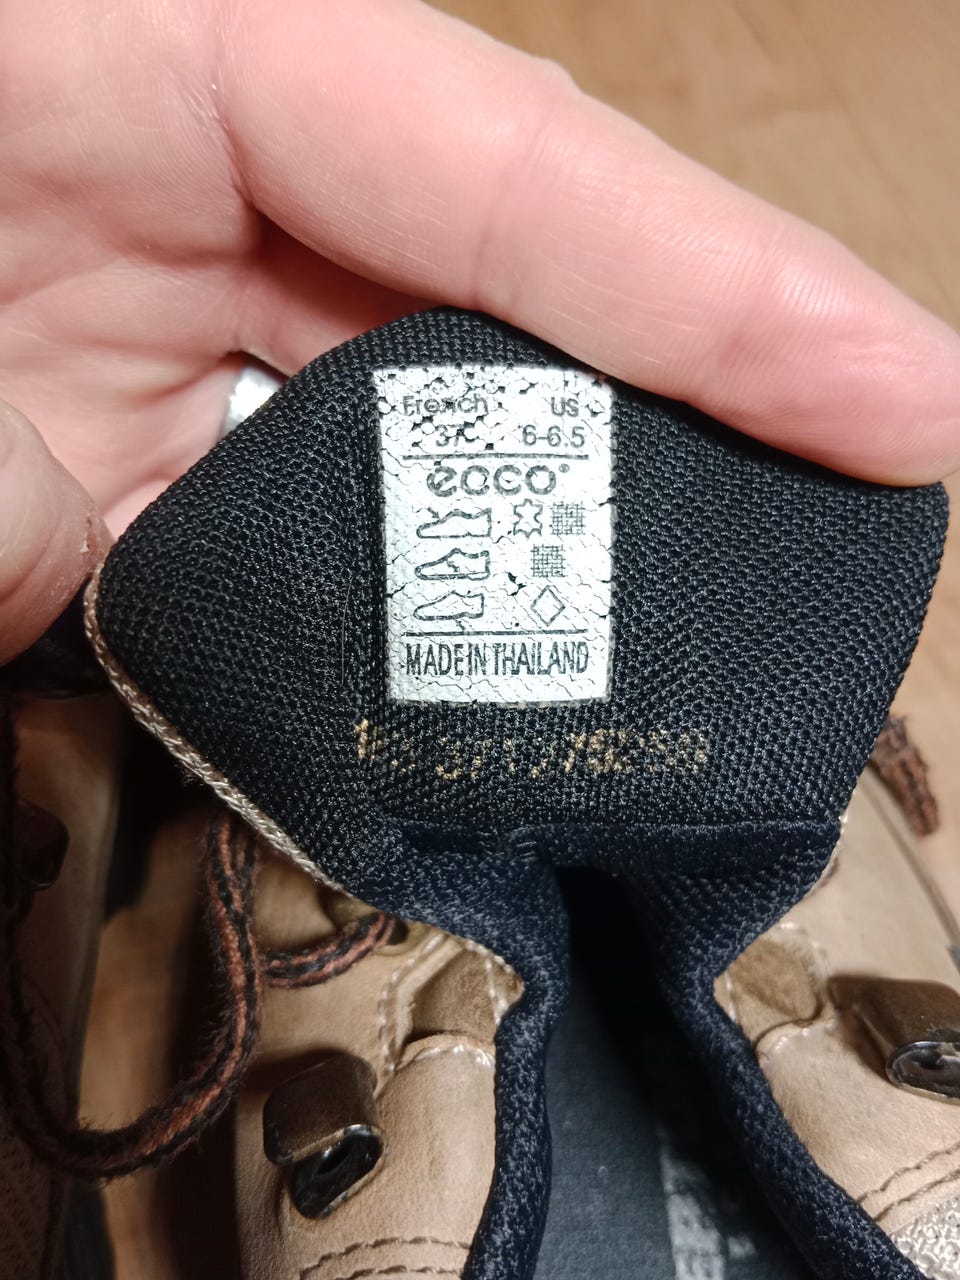 French US
37 6-6.5
ecco®
MADE IN THAILAND